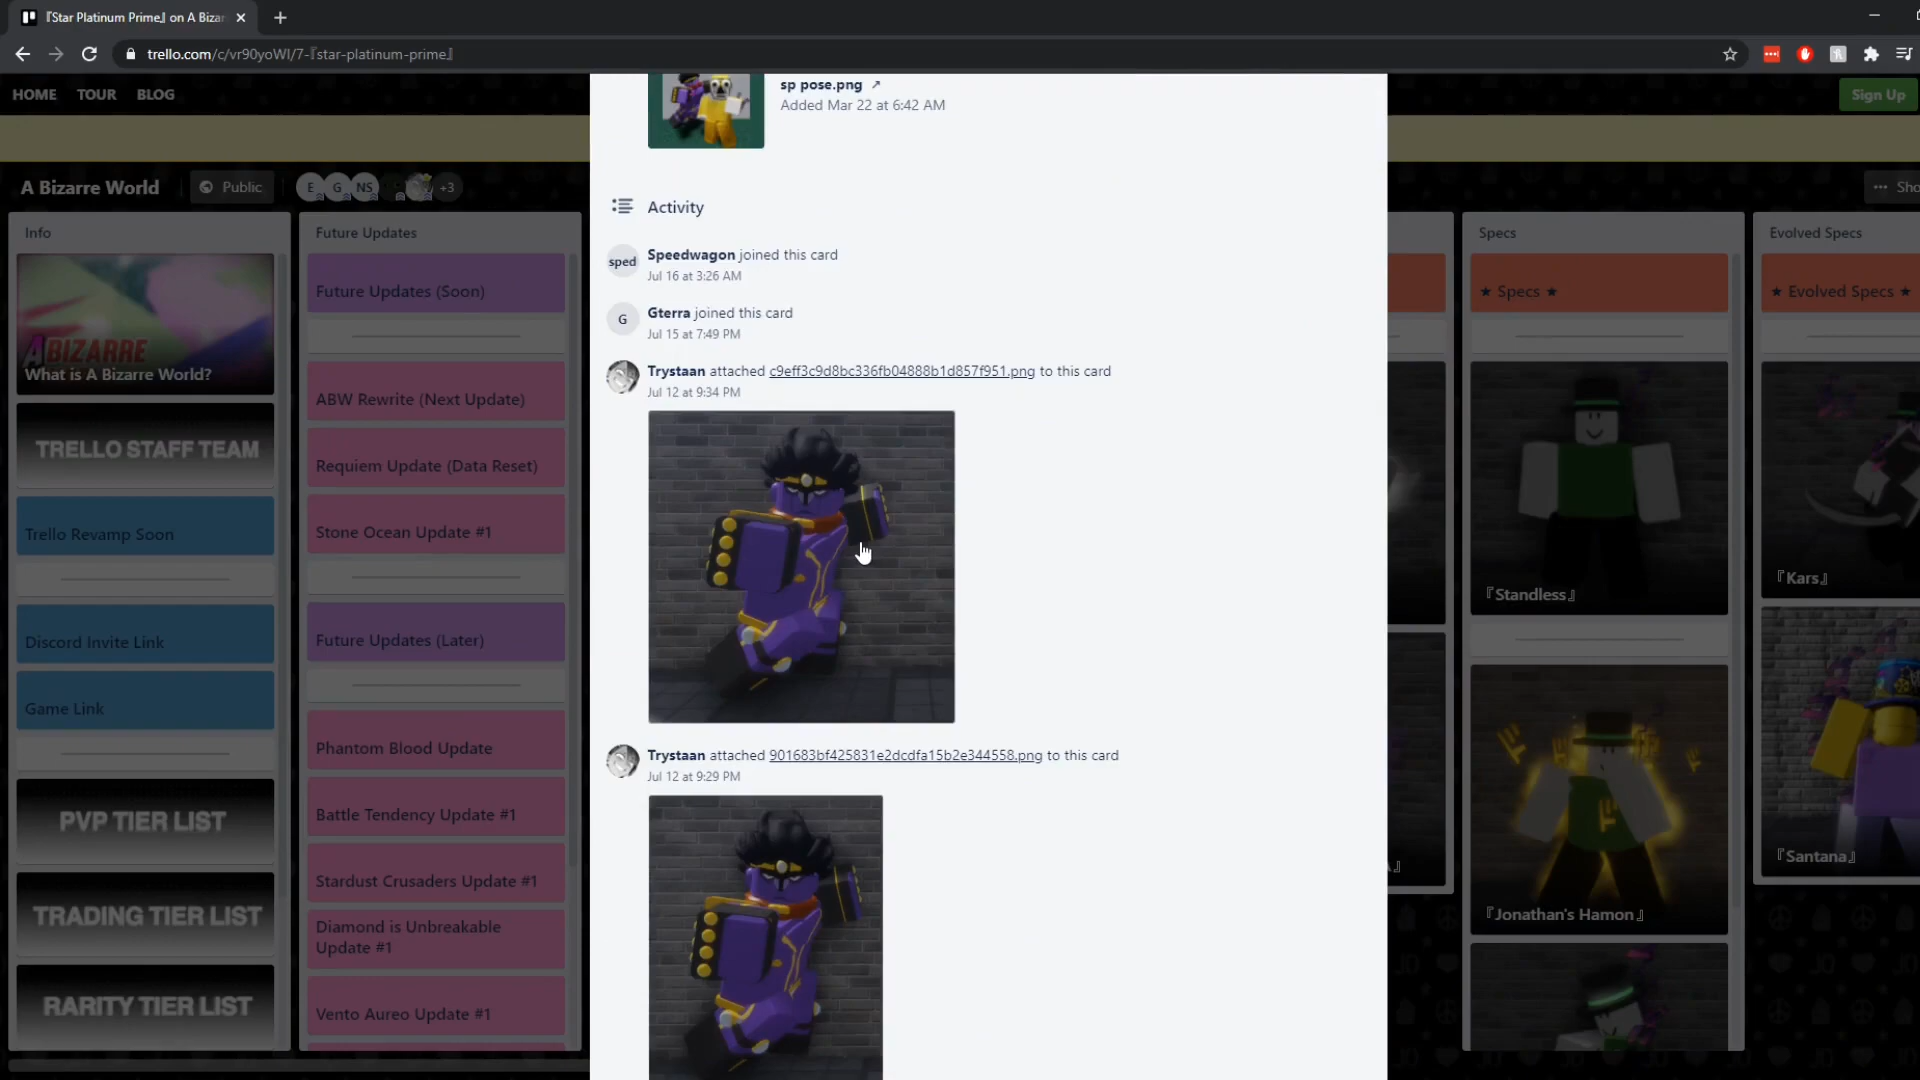 『Star Platinum Prime』 on A Bizar
trello.com/c/vr90yoWI/7-『star-platinum-prime』
HOME TOUR BLOG
Sign Up
A Bizarre World
Public
E G NS +3
Sho
Info
A BIZARRE
What is A Bizarre World?
TRELLO STAFF TEAM
Trello Revamp Soon
Discord Invite Link
Game Link
PVP TIER LIST
TRADING TIER LIST
RARITY TIER LIST
Future Updates
Future Updates (Soon)
ABW Rewrite (Next Update)
Requiem Update (Data Reset)
Stone Ocean Update #1
Future Updates (Later)
Phantom Blood Update
Battle Tendency Update #1
Stardust Crusaders Update #1
Diamond is Unbreakable
Update #1
Vento Aureo Update #1
sp pose.png ↗
Added Mar 22 at 6:42 AM
Activity
sped
Speedwagon joined this card
Jul 16 at 3:26 AM
G
Gterra joined this card
Jul 15 at 7:49 PM
Trystaan attached c9eff3c9d8bc336fb04888b1d857f951.png to this card
Jul 12 at 9:34 PM
Trystaan attached 901683bf425831e2dcdfa15b2e344558.png to this card
Jul 12 at 9:29 PM
Specs
★ Specs ★
『Standless』
『Jonathan's Hamon』
Evolved Specs
★ Evolved Specs ★
『Kars』
『Santana』